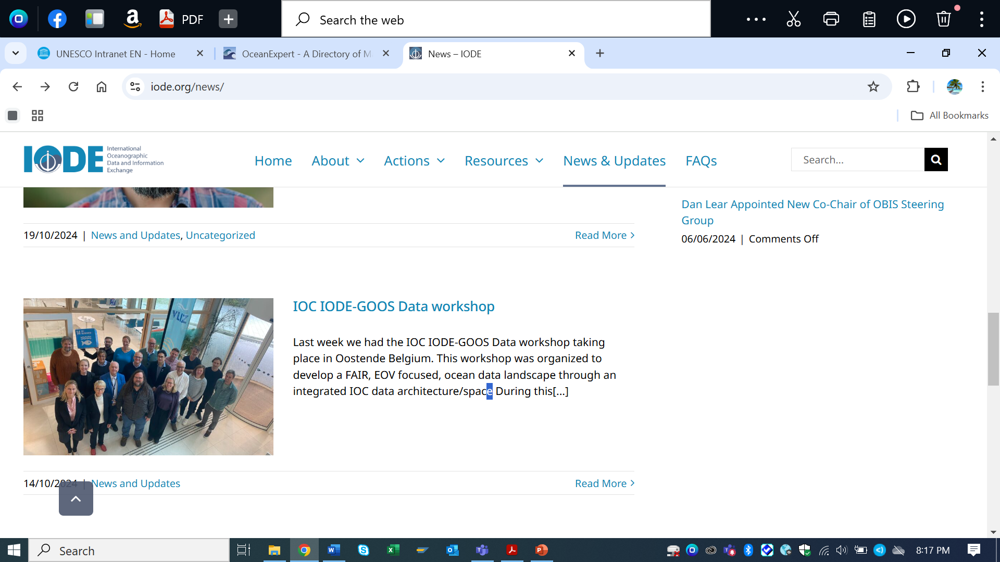 PDF
Search the web
UNESCO Intranet EN - Home
OceanExpert - A Directory of M
News – IODE
iode.org/news/
All Bookmarks
IODE
International
Oceanographic
Data and Information
Exchange
Home
About
Actions
Resources
News & Updates
FAQs
Search...
Dan Lear Appointed New Co-Chair of OBIS Steering
Group
06/06/2024 | Comments Off
19/10/2024 | News and Updates, Uncategorized
Read More
IOC IODE-GOOS Data workshop
Last week we had the IOC IODE-GOOS Data workshop taking
place in Oostende Belgium. This workshop was organized to
develop a FAIR, EOV focused, ocean data landscape through an
integrated IOC data architecture/space During this[...]
VLIZ
14/10/2024 | News and Updates
Read More
Search
8:17 PM